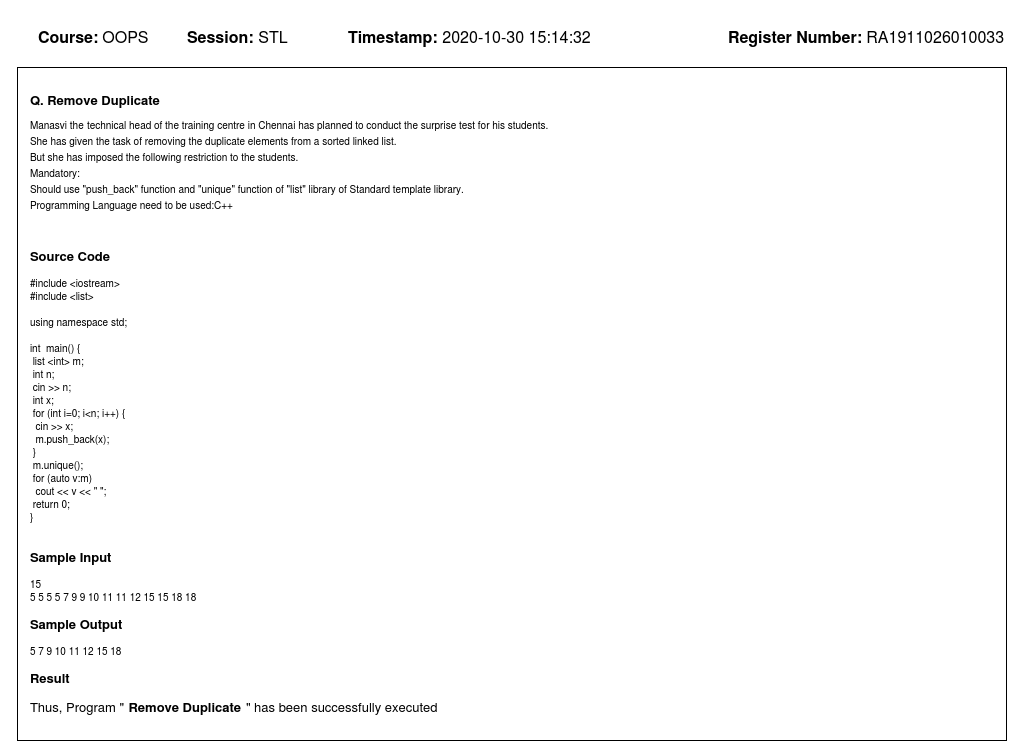 Course: OOPS Session: STL Timestamp: 2020-10-30 15:14:32 Register Number: RA1911026010033
Q. Remove Duplicate
Manasvi the technical head of the training centre in Chennai has planned to conduct the surprise test for his students.
She has given the task of removing the duplicate elements from a sorted linked list.
But she has imposed the following restriction to the students.
Mandatory:
Should use "push_back" function and "unique" function of "list" library of Standard template library.
Programming Language need to be used:C++
Source Code
#include <iostream>
#include <list>
using namespace std;
int  main() {
 list <int> m;
 int n;
 cin >> n;
 int x;
 for (int i=0; i<n; i++) {
  cin >> x;
  m.push_back(x);
 }
 m.unique();
 for (auto v:m)
  cout << v << " ";
 return 0;
}
Sample Input
15
5 5 5 5 7 9 9 10 11 11 12 15 15 18 18
Sample Output
5 7 9 10 11 12 15 18
Result
Thus, Program " Remove Duplicate " has been successfully executed